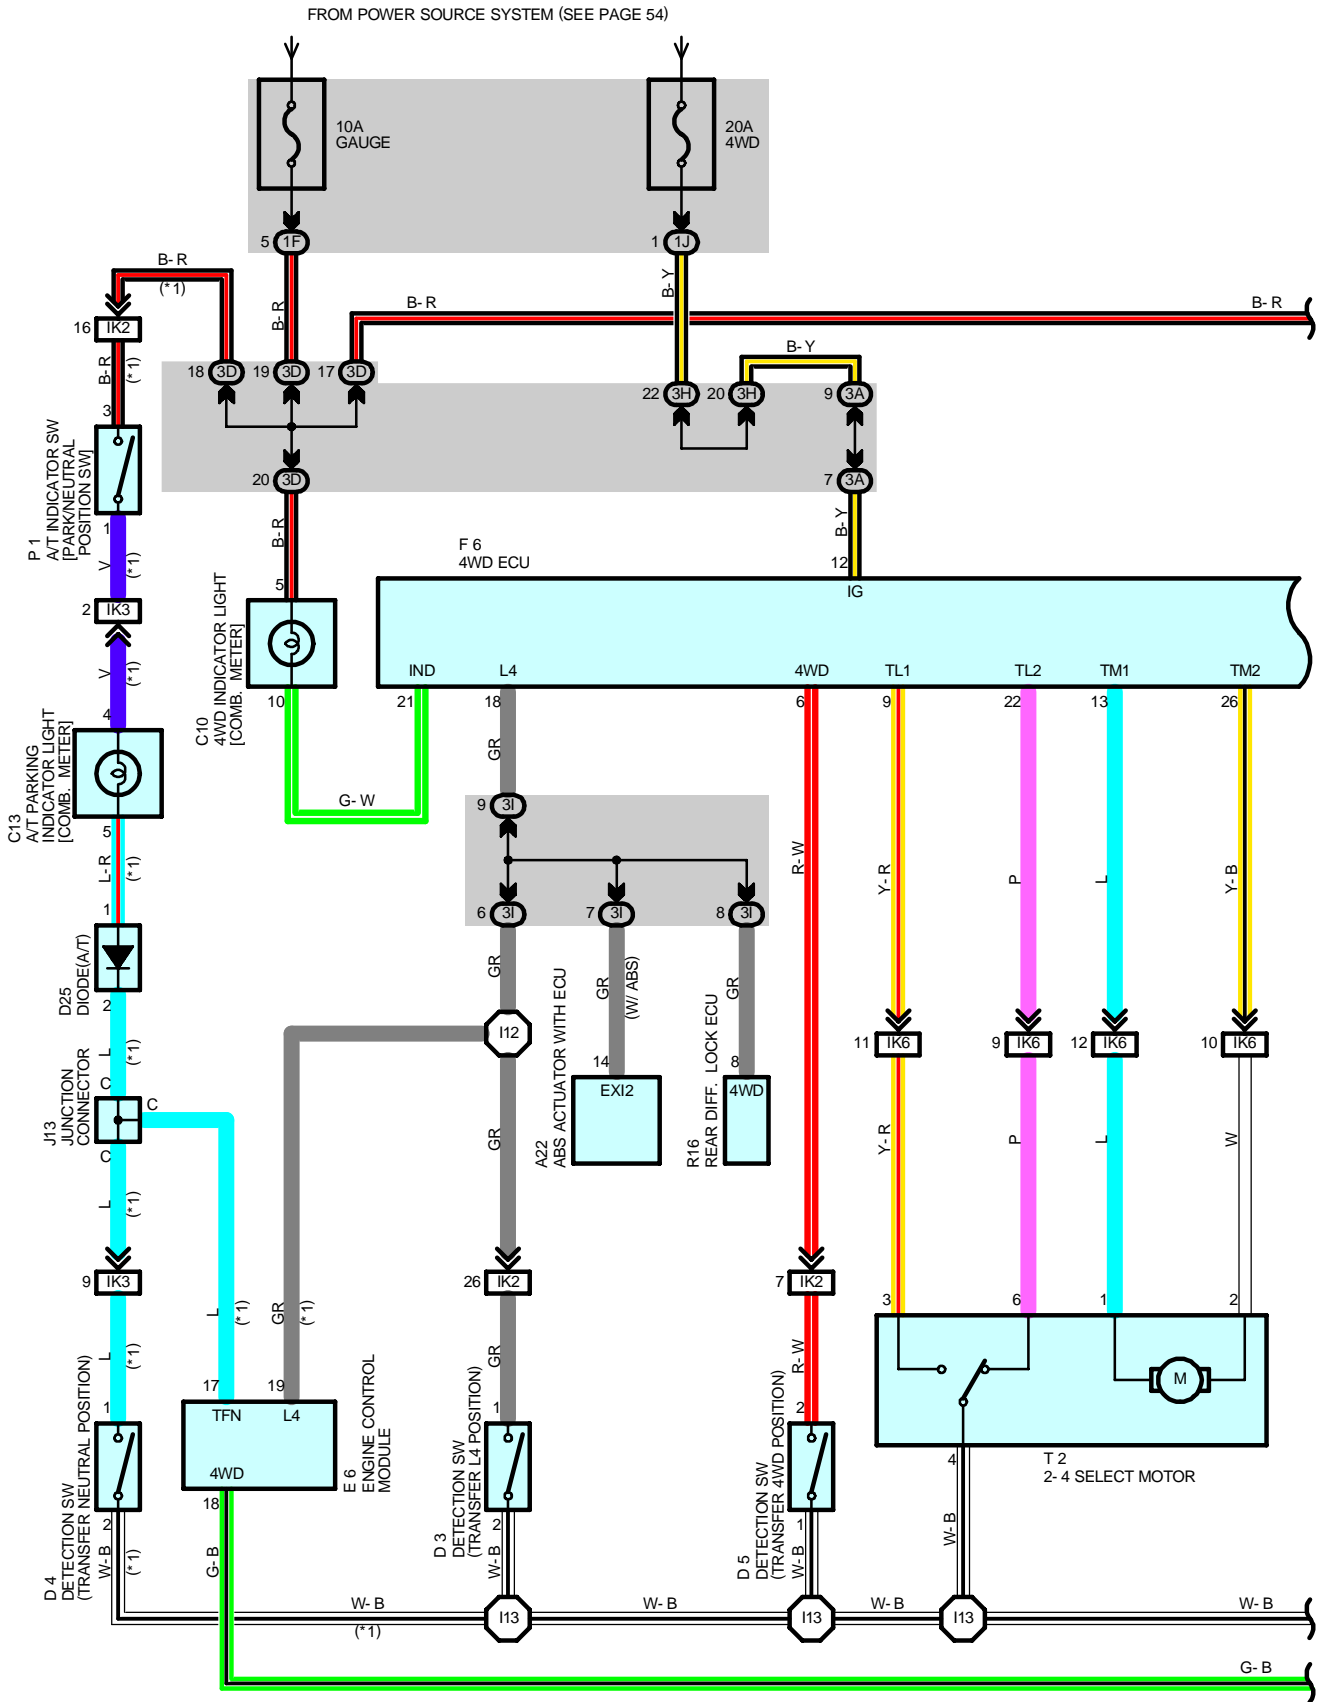 FROM POWER SOURCE SYSTEM (SEE PAGE 54)
10A
GAUGE
20A
4WD
5 1F
1 1J
B-R
(*1)
B-R
B-Y
B-R
B-R
16 IK2
B-R
(*1)
B-Y
18 3D
19 3D
17 3D
22 3H
20 3H
9 3A
3
P 1
A/T INDICATOR SW
[PARK/NEUTRAL
POSITION SW]
1
20 3D
7 3A
B-R
B-Y
V
(*1)
2 IK3
F 6
4WD ECU
12
IG
5
C10
4WD INDICATOR LIGHT
[COMB. METER]
10
V
(*1)
4
IND
L4
4WD
TL1
TL2
TM1
TM2
21
18
6
9
22
13
26
C13
A/T PARKING
INDICATOR LIGHT
[COMB. METER]
5
G-W
GR
9 3I
L-R
(*1)
R-W
Y-R
P
L
Y-B
1
6 3I
7 3I
8 3I
D25
DIODE(A/T)
2
GR
GR
(W/ ABS)
GR
L
(*1)
I12
11 IK6
9 IK6
12 IK6
10 IK6
C
C
J13
JUNCTION
CONNECTOR
C
14
EXI2
A22
ABS ACTUATOR WITH ECU
8
4WD
R16
REAR DIFF. LOCK ECU
GR
Y-R
P
L
W
L
(*1)
9 IK3
26 IK2
7 IK2
L
(*1)
L
(*1)
GR
(*1)
GR
R-W
3
6
1
2
M
1
17
19
TFN
L4
4WD
18
E 6
ENGINE CONTROL
MODULE
1
2
4
T 2
2-4 SELECT MOTOR
D 4
DETECTION SW
(TRANSFER NEUTRAL POSITION)
2
D 3
DETECTION SW
(TRANSFER L4 POSITION)
2
D 5
DETECTION SW
(TRANSFER 4WD POSITION)
1
W-B
(*1)
G-B
W-B
W-B
W-B
W-B
(*1)
I13
W-B
I13
W-B
I13
W-B
G-B